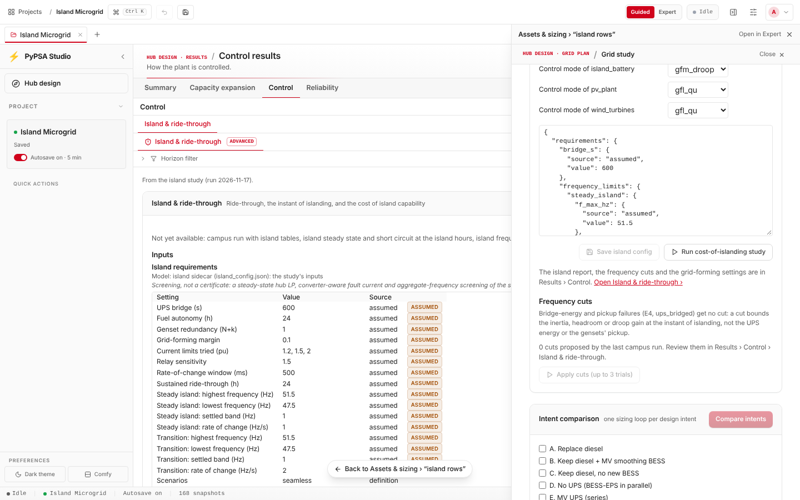 Projects / Island Microgrid
Ctrl K
Guided Expert
Idle
A
Island Microgrid
PyPSA Studio
Hub design
PROJECT
Island Microgrid
Saved
Autosave on · 5 min
QUICK ACTIONS
PREFERENCES
Dark theme
Comfy
Idle Island Microgrid Autosave on 168 snapshots
HUB DESIGN · RESULTS / Control results
How the plant is controlled.
Summary Capacity expansion Control Reliability
Control
Island & ride-through
Island & ride-through ADVANCED
Horizon filter
From the island study (run 2026-11-17).
Island & ride-through Ride-through, the instant of islanding, and the cost of island capability
Not yet available: campus run with island tables, island steady state and short circuit at the island hours, island frequ
Inputs
Island requirements
Model: island sidecar (island_config.json): the study's inputs
Screening, not a certificate: a steady-state hub LP, converter-aware fault current and aggregate-frequency screening of the s
Setting Value Source
UPS bridge (s) 600 assumed ASSUMED
Fuel autonomy (h) 24 assumed ASSUMED
Genset redundancy (N+k) 1 assumed ASSUMED
Grid-forming margin 0.1 assumed ASSUMED
Current limits tried (pu) 1.2, 1.5, 2 assumed ASSUMED
Relay sensitivity 1.5 assumed ASSUMED
Rate-of-change window (ms) 500 assumed ASSUMED
Sustained ride-through (h) 24 assumed ASSUMED
Steady island: highest frequency (Hz) 51.5 assumed ASSUMED
Steady island: lowest frequency (Hz) 47.5 assumed ASSUMED
Steady island: settled band (Hz) 1 assumed ASSUMED
Steady island: rate of change (Hz/s) 1 assumed ASSUMED
Transition: highest frequency (Hz) 51.5 assumed ASSUMED
Transition: lowest frequency (Hz) 47.5 assumed ASSUMED
Transition: settled band (Hz) 1 assumed ASSUMED
Transition: rate of change (Hz/s) 2 assumed ASSUMED
Scenarios seamless definition
Back to Assets & sizing › "island rows"
Assets & sizing › "island rows"
Open in Expert
HUB DESIGN · GRID PLAN / Grid study
Close
Control mode of island_battery gfm_droop
Control mode of pv_plant gfl_qu
Control mode of wind_turbines gfl_qu
{
"requirements": {
"bridge_s": {
"source": "assumed",
"value": 600
},
"frequency_limits": {
"steady_island": {
"f_max_hz": {
"source": "assumed",
"value": 51.5
},
Save island config
Run cost-of-islanding study
The island report, the frequency cuts and the grid-forming settings are in
Results › Control. Open Island & ride-through ›
Frequency cuts
Bridge-energy and pickup failures (E4, ups_bridged) get no cut: a cut bounds
the inertia, headroom or droop gain at the instant of islanding, not the UPS
energy or the gensets' pickup.
0 cuts proposed by the last campus run. Review them in Results › Control ›
Island & ride-through.
Apply cuts (up to 3 trials)
Intent comparison one sizing loop per design intent
Compare intents
A. Replace diesel
B. Keep diesel + MV smoothing BESS
C. Keep diesel, no new BESS
D. No UPS (BESS-EPS in parallel)
E. MV UPS (series)